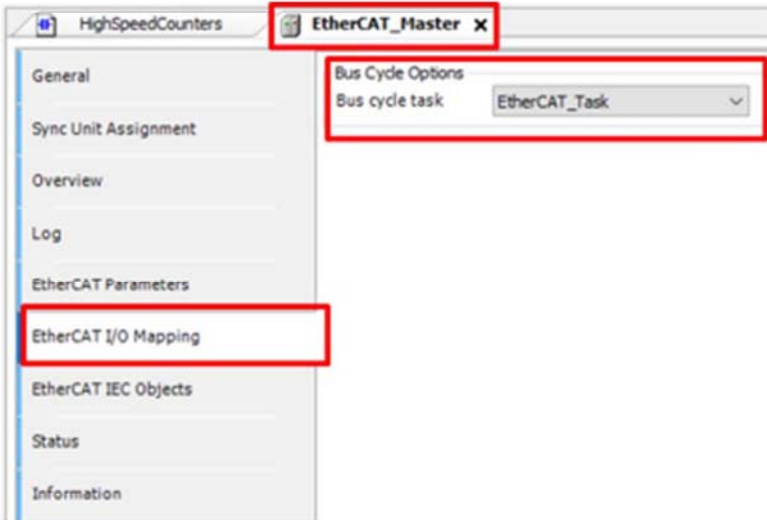 HighSpeedCounters
EtherCAT_Master
General
Bus Cycle Options
Bus cycle task EtherCAT_Task
Sync Unit Assignment
Overview
Log
EtherCAT Parameters
EtherCAT I/O Mapping
EtherCAT IEC Objects
Status
Information